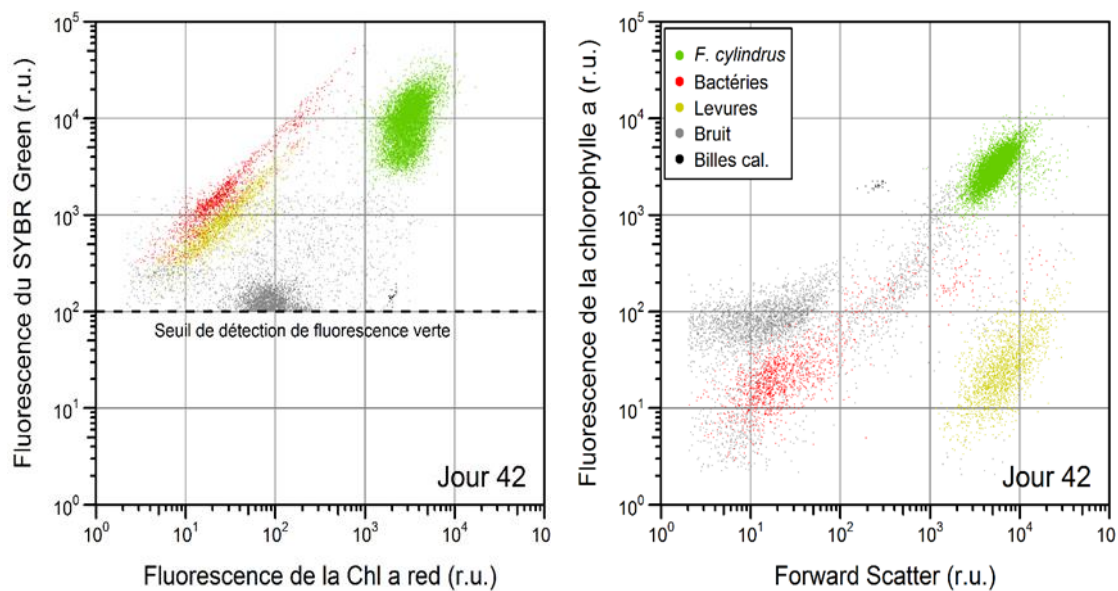 Fluorescence du SYBR Green (r.u.)
10^5
10^4
10^3
10^2
10^1
10^0
Seuil de détection de fluorescence verte
Jour 42
10^0
10^1
10^2
10^3
10^4
10
Fluorescence de la Chl a red (r.u.)
Fluorescence de la chlorophylle a (r.u.)
10^5
10^4
10^3
10^2
10^1
10^0
F. cylindrus
Bactéries
Levures
Bruit
Billes cal.
Jour 42
10^0
10^1
10^2
10^3
10^4
10
Forward Scatter (r.u.)